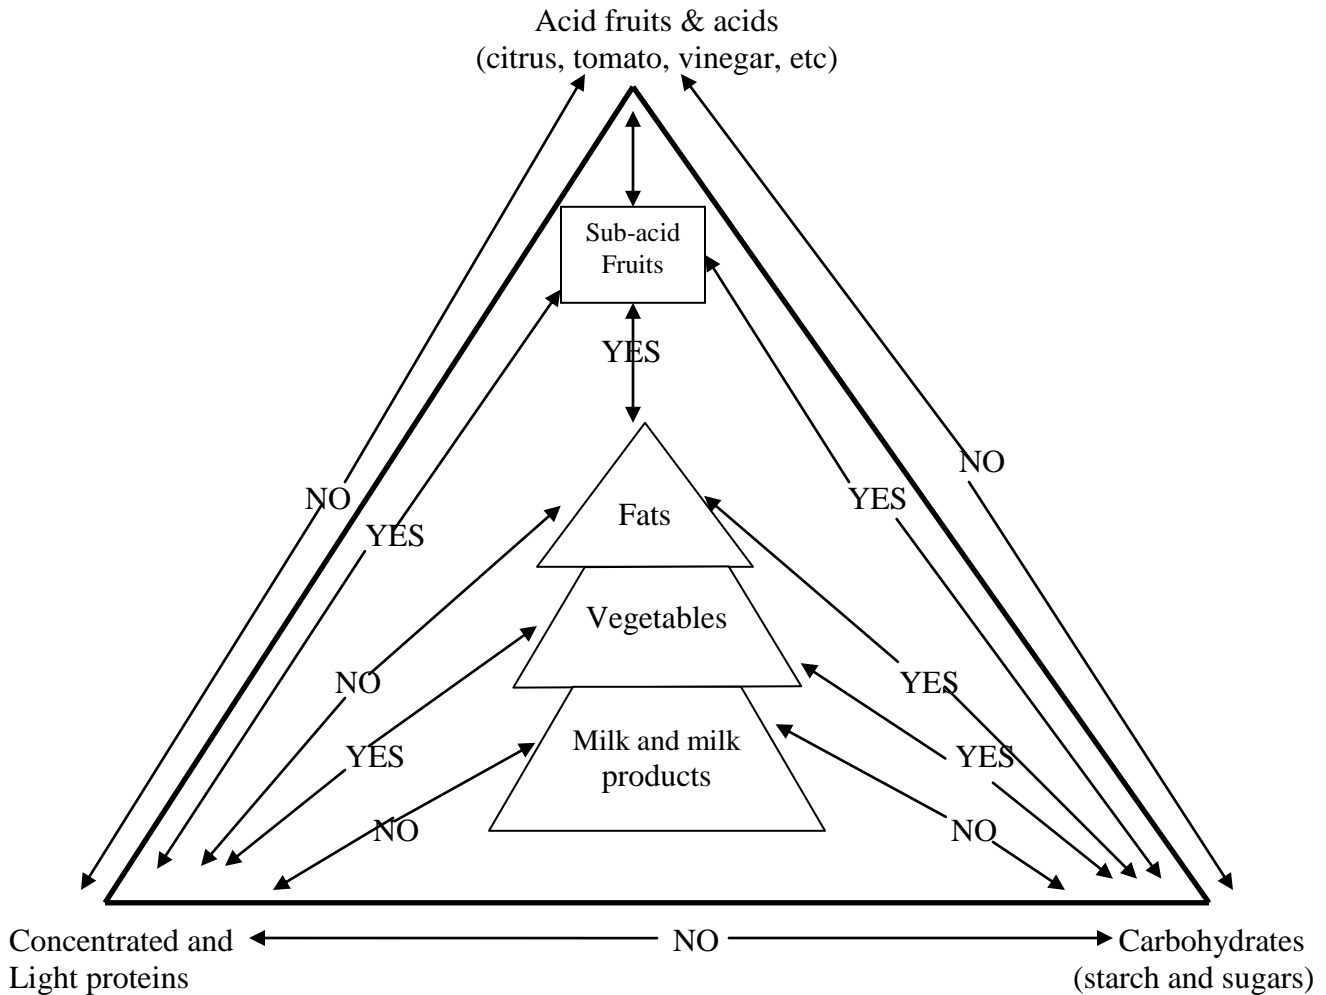 Acid fruits & acids
(citrus, tomato, vinegar, etc)
Sub-acid
Fruits
YES
NO
NO
YES
YES
Fats
Vegetables
NO
YES
YES
YES
Milk and milk
products
NO
NO
Concentrated and
Light proteins
NO
Carbohydrates
(starch and sugars)